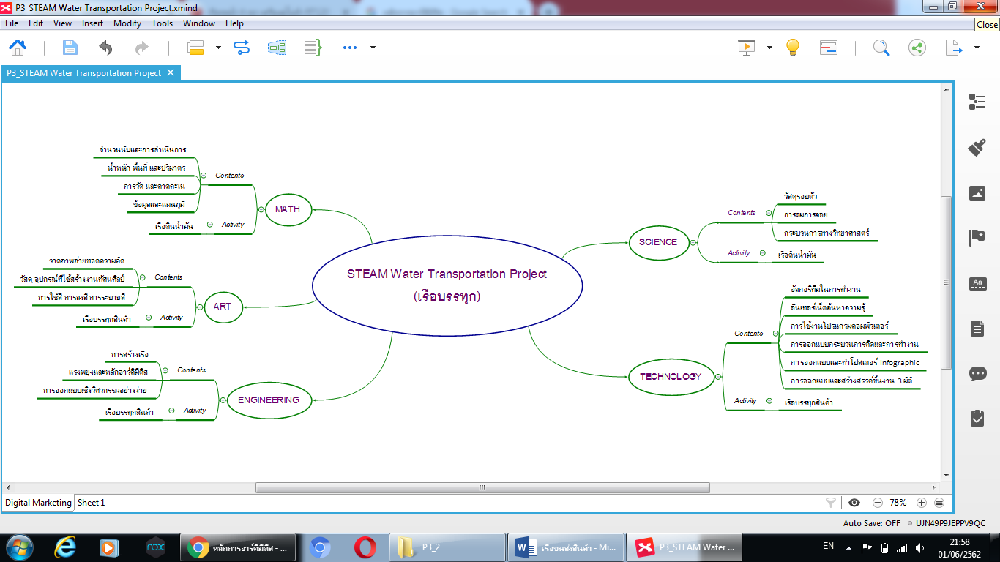 P3_STEAM Water Transportation Project.xmind
File Edit View Insert Modify Tools Window Help
Close
P3_STEAM Water Transportation Project
จำนวนนับและการดำเนินการ
น้ำหนัก พื้นที่ และปริมาตร
การวัด และคาดคะเน
ข้อมูลและแผนภูมิ
Contents
เรือดินน้ำมัน
Activity
MATH
วาดภาพถ่ายทอดความคิด
วัสดุ อุปกรณ์ที่ใช้สร้างงานทัศนศิลป์
การใช้สี การลงสี การระบายสี
Contents
เรือบรรทุกสินค้า
Activity
ART
การสร้างเรือ
แรงพยุงและหลักอาร์คิมิดิส
การออกแบบเชิงวิศวกรรมอย่างง่าย
Contents
เรือบรรทุกสินค้า
Activity
ENGINEERING
STEAM Water Transportation Project
(เรือบรรทุก)
SCIENCE
Contents
วัสดุรอบตัว
การจมการลอย
กระบวนการทางวิทยาศาสตร์
Activity
เรือดินน้ำมัน
TECHNOLOGY
Contents
อัลกอริทึมในการทำงาน
อินเทอร์เน็ตค้นหาความรู้
การใช้งานโปรแกรมคอมพิวเตอร์
การออกแบบกระบวนการคิดและการทำงาน
การออกแบบและทำโปสเตอร์ Infographic
การออกแบบและสร้างสรรค์ชิ้นงาน 3 มิติ
Activity
เรือบรรทุกสินค้า
Digital Marketing Sheet 1
78%
Auto Save: OFF UJN49P9JEPPV9QC
nox
หลักการอาร์คิมิดิส - ...
P3_2
เรือขนส่งสินค้า - Mi...
P3_STEAM Water ...
EN
21:58
01/06/2562